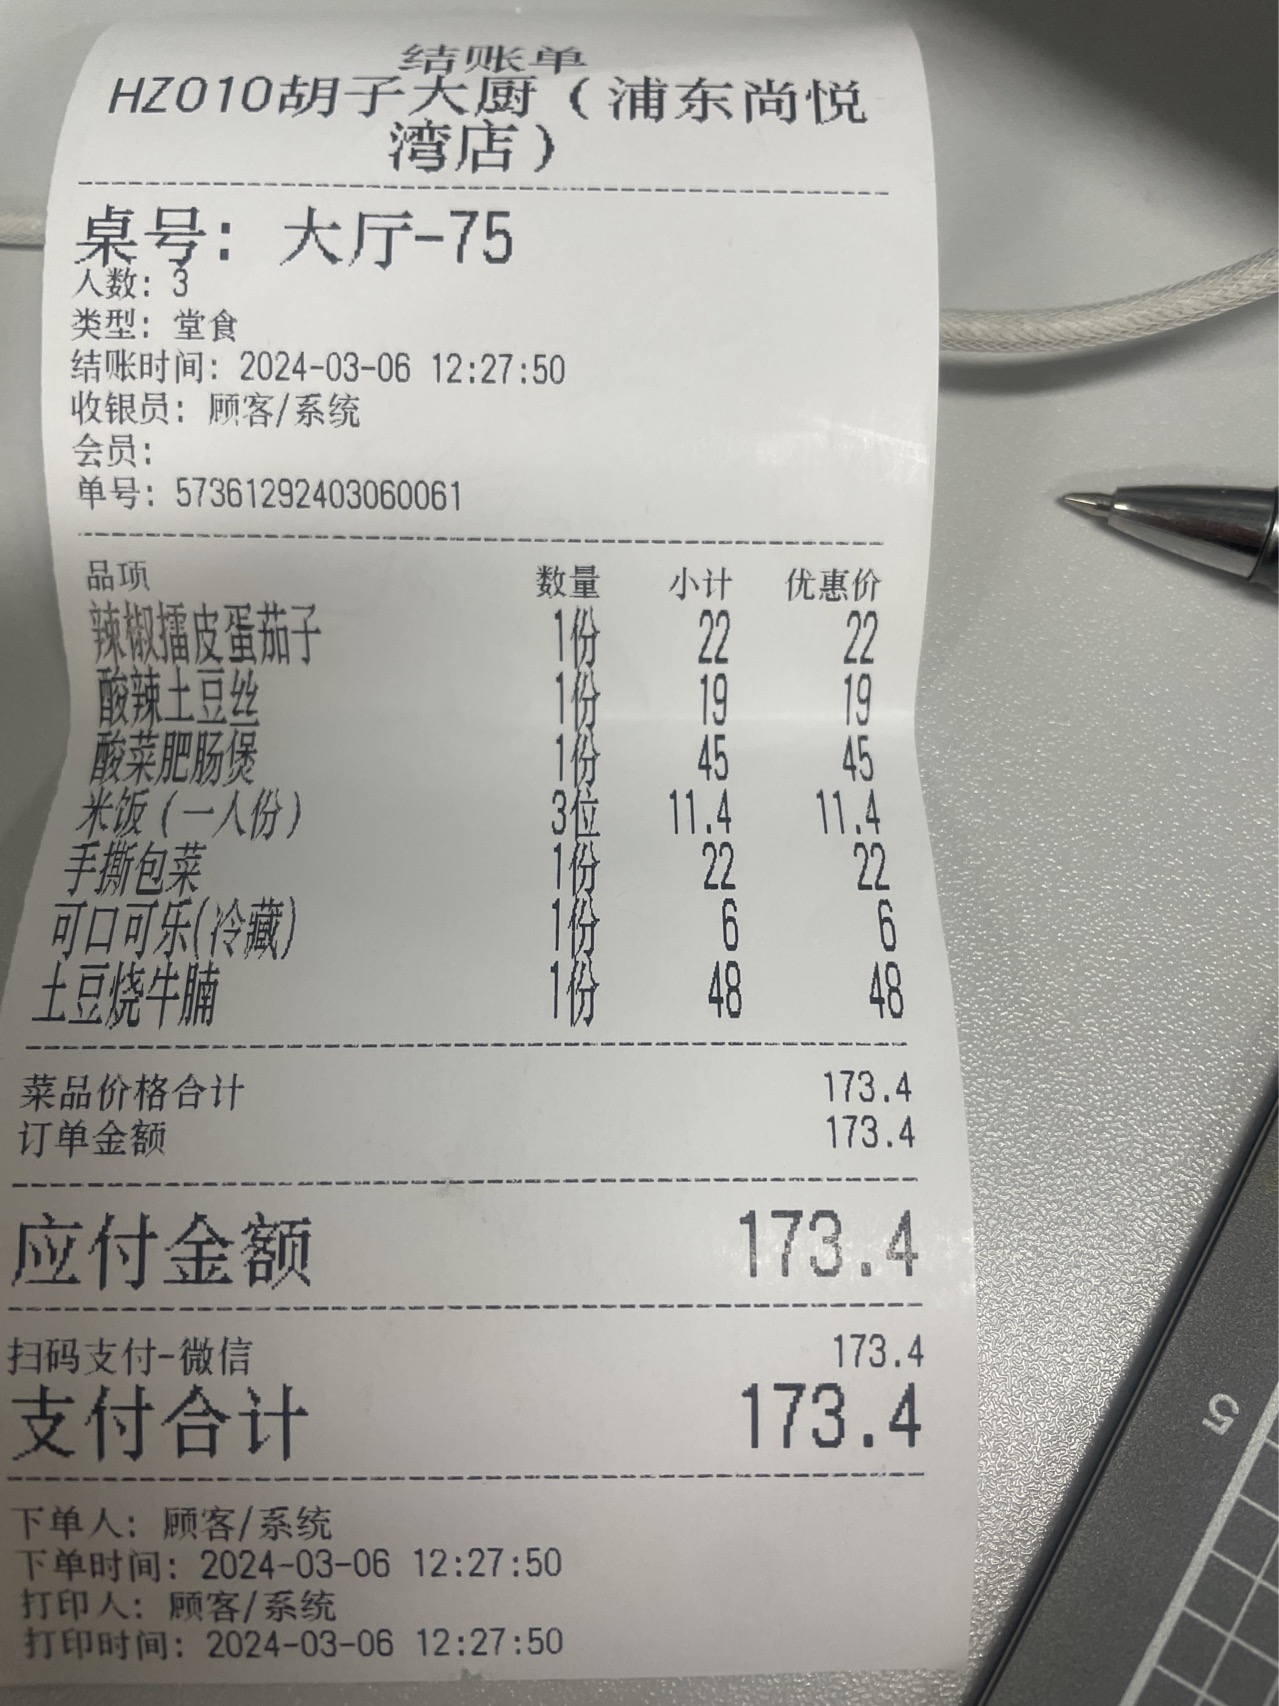 结账单
HZ010胡子大厨（浦东尚悦
湾店）
桌号：大厅-75
人数：3
类型：堂食
结账时间：2024-03-06 12:27:50
收银员：顾客/系统
会员：
单号：57361292403060061
品项 数量 小计 优惠价
辣椒擂皮蛋茄子 1份 22 22
酸辣土豆丝 1份 19 19
酸菜肥肠煲 1份 45 45
米饭（一人份） 3位 11.4 11.4
手撕包菜 1份 22 22
可口可乐(冷藏) 1份 6 6
土豆烧牛腩 1份 48 48
菜品价格合计 173.4
订单金额 173.4
应付金额 173.4
扫码支付-微信 173.4
支付合计 173.4
下单人：顾客/系统
下单时间：2024-03-06 12:27:50
打印人：顾客/系统
打印时间：2024-03-06 12:27:50
5